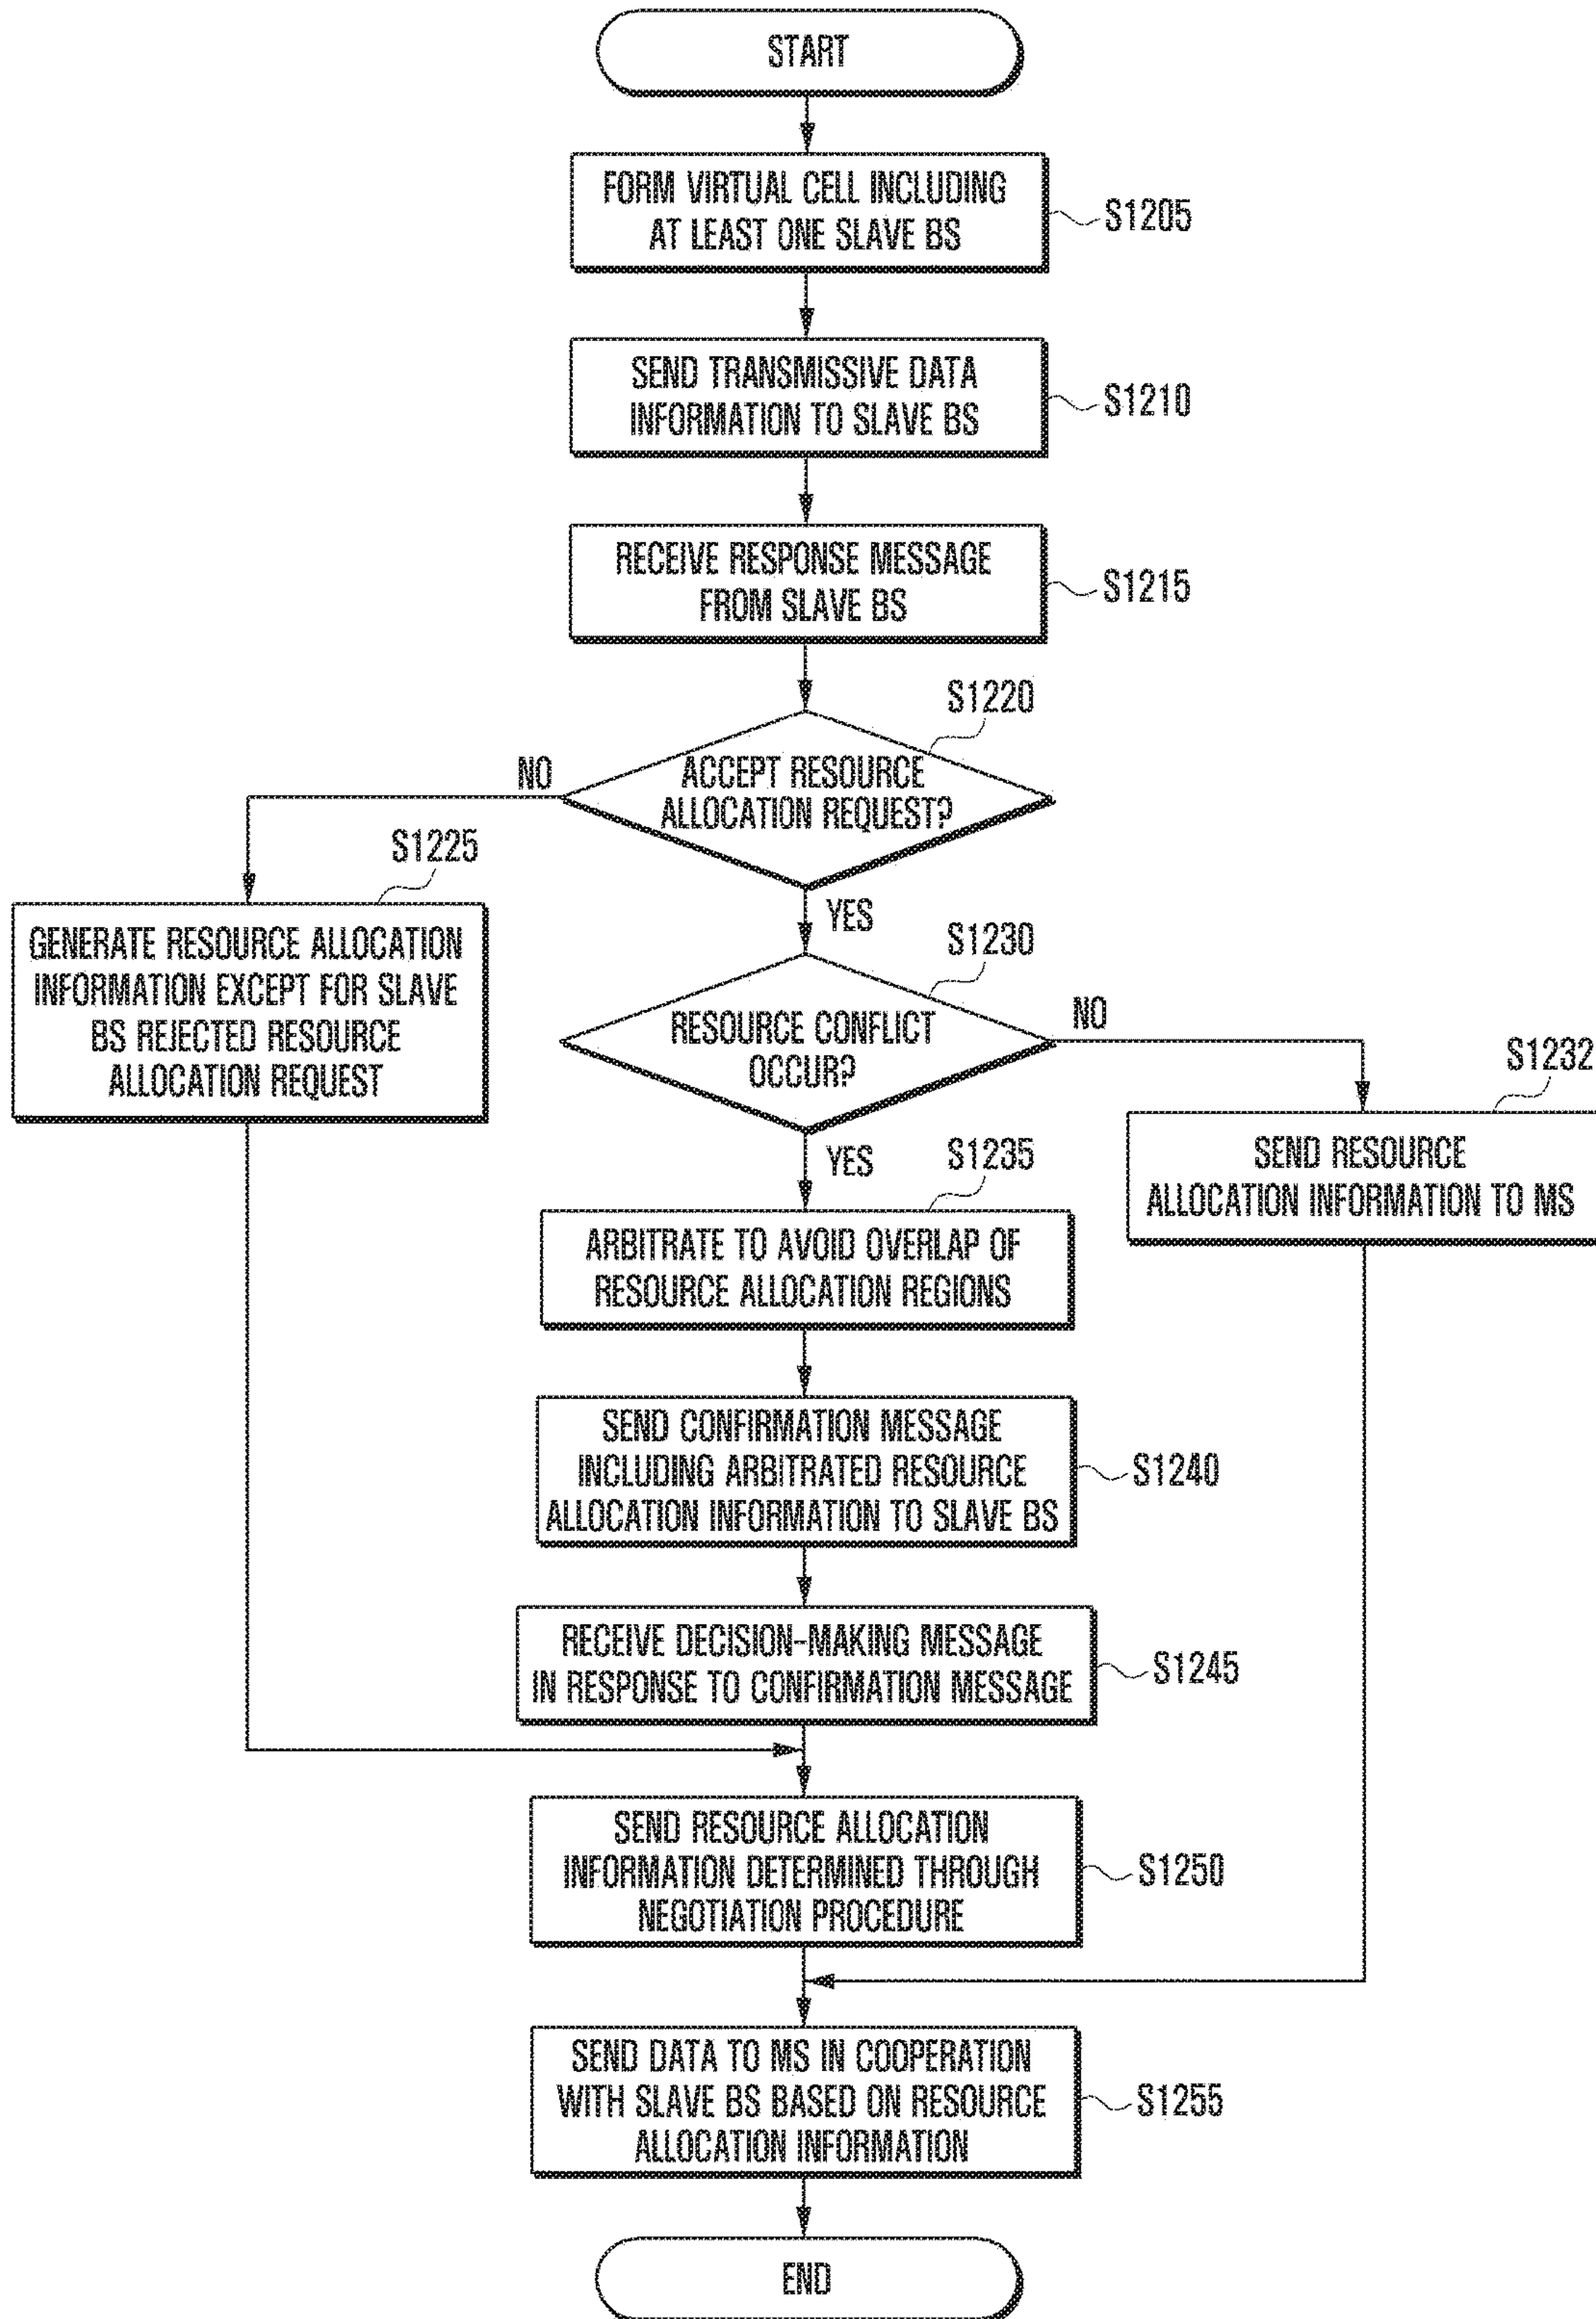 START
FORM VIRTUAL CELL INCLUDING
AT LEAST ONE SLAVE BS
S1205
SEND TRANSMISSIVE DATA
INFORMATION TO SLAVE BS
S1210
RECEIVE RESPONSE MESSAGE
FROM SLAVE BS
S1215
S1220
NO
ACCEPT RESOURCE
ALLOCATION REQUEST?
S1225
YES
GENERATE RESOURCE ALLOCATION
INFORMATION EXCEPT FOR SLAVE
BS REJECTED RESOURCE
ALLOCATION REQUEST
S1230
NO
RESOURCE CONFLICT
OCCUR?
S1232
SEND RESOURCE
ALLOCATION INFORMATION TO MS
YES
S1235
ARBITRATE TO AVOID OVERLAP OF
RESOURCE ALLOCATION REGIONS
SEND CONFIRMATION MESSAGE
INCLUDING ARBITRATED RESOURCE
ALLOCATION INFORMATION TO SLAVE BS
S1240
RECEIVE DECISION-MAKING MESSAGE
IN RESPONSE TO CONFIRMATION MESSAGE
S1245
SEND RESOURCE ALLOCATION
INFORMATION DETERMINED THROUGH
NEGOTIATION PROCEDURE
S1250
SEND DATA TO MS IN COOPERATION
WITH SLAVE BS BASED ON RESOURCE
ALLOCATION INFORMATION
S1255
END